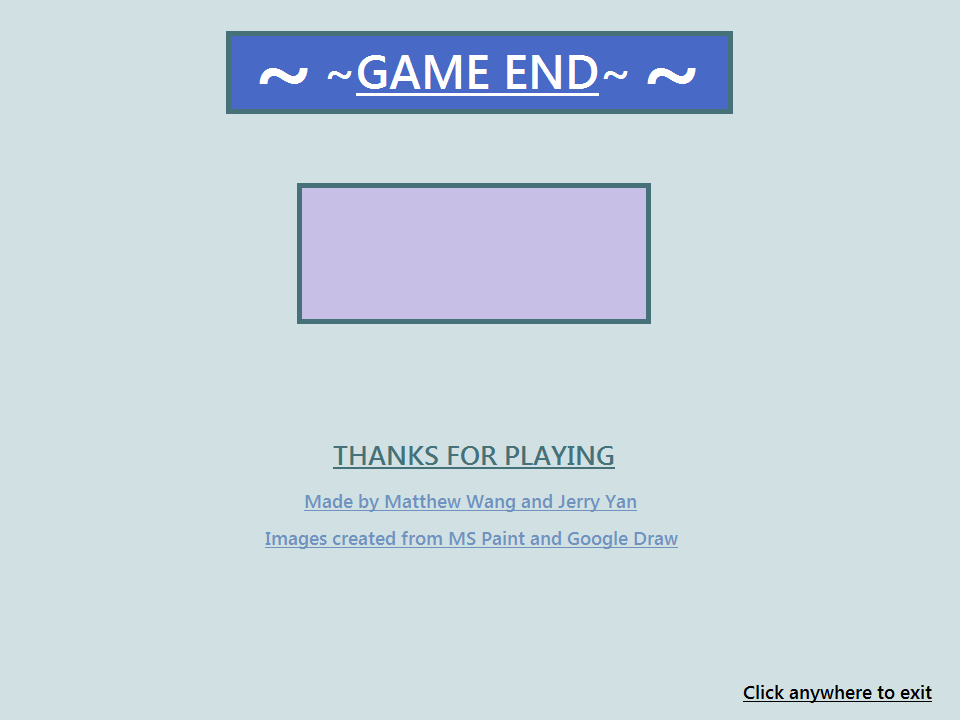 ~ ~GAME END~ ~
THANKS FOR PLAYING
Made by Matthew Wang and Jerry Yan
Images created from MS Paint and Google Draw
Click anywhere to exit